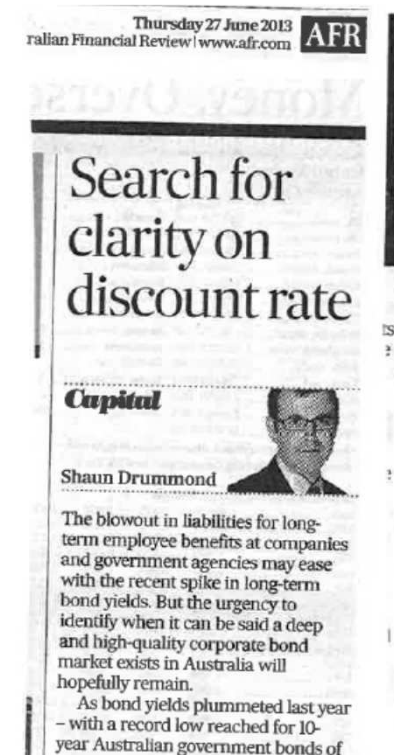 Thursday 27 June 2013
ralian Financial Review | www.afr.com AFR
Search for
clarity on
discount rate
Capital
Shaun Drummond
The blowout in liabilities for long-
term employee benefits at companies
and government agencies may ease
with the recent spike in long-term
bond yields. But the urgency to
identify when it can be said a deep
and high-quality corporate bond
market exists in Australia will
hopefully remain.
As bond yields plummeted last year
– with a record low reached for 10-
year Australian government bonds of